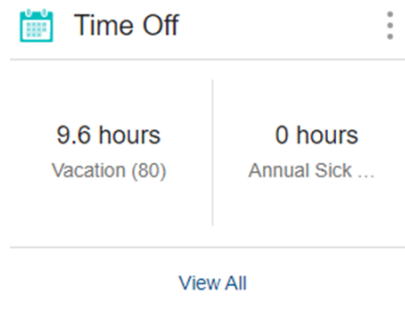 Time Off
9.6 hours
Vacation (80)
0 hours
Annual Sick ...
View All